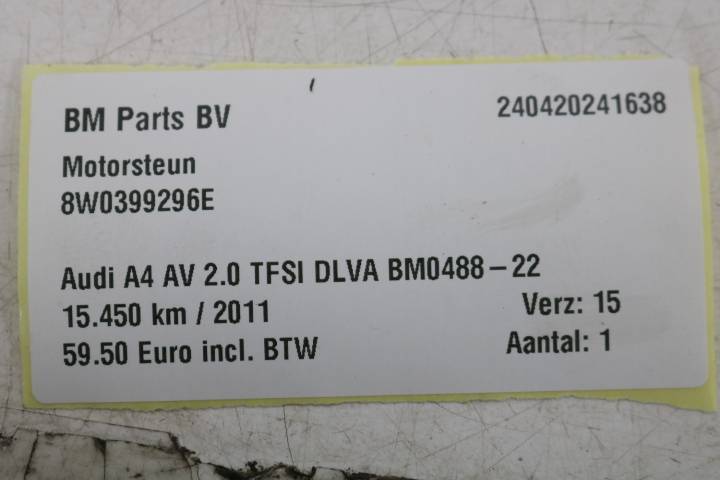 BM Parts BV 240420241638
Motorsteun
8W0399296E
Audi A4 AV 2.0 TFSI DLVA BM0488-22
15.450 km / 2011 Verz: 15
59.50 Euro incl. BTW Aantal: 1